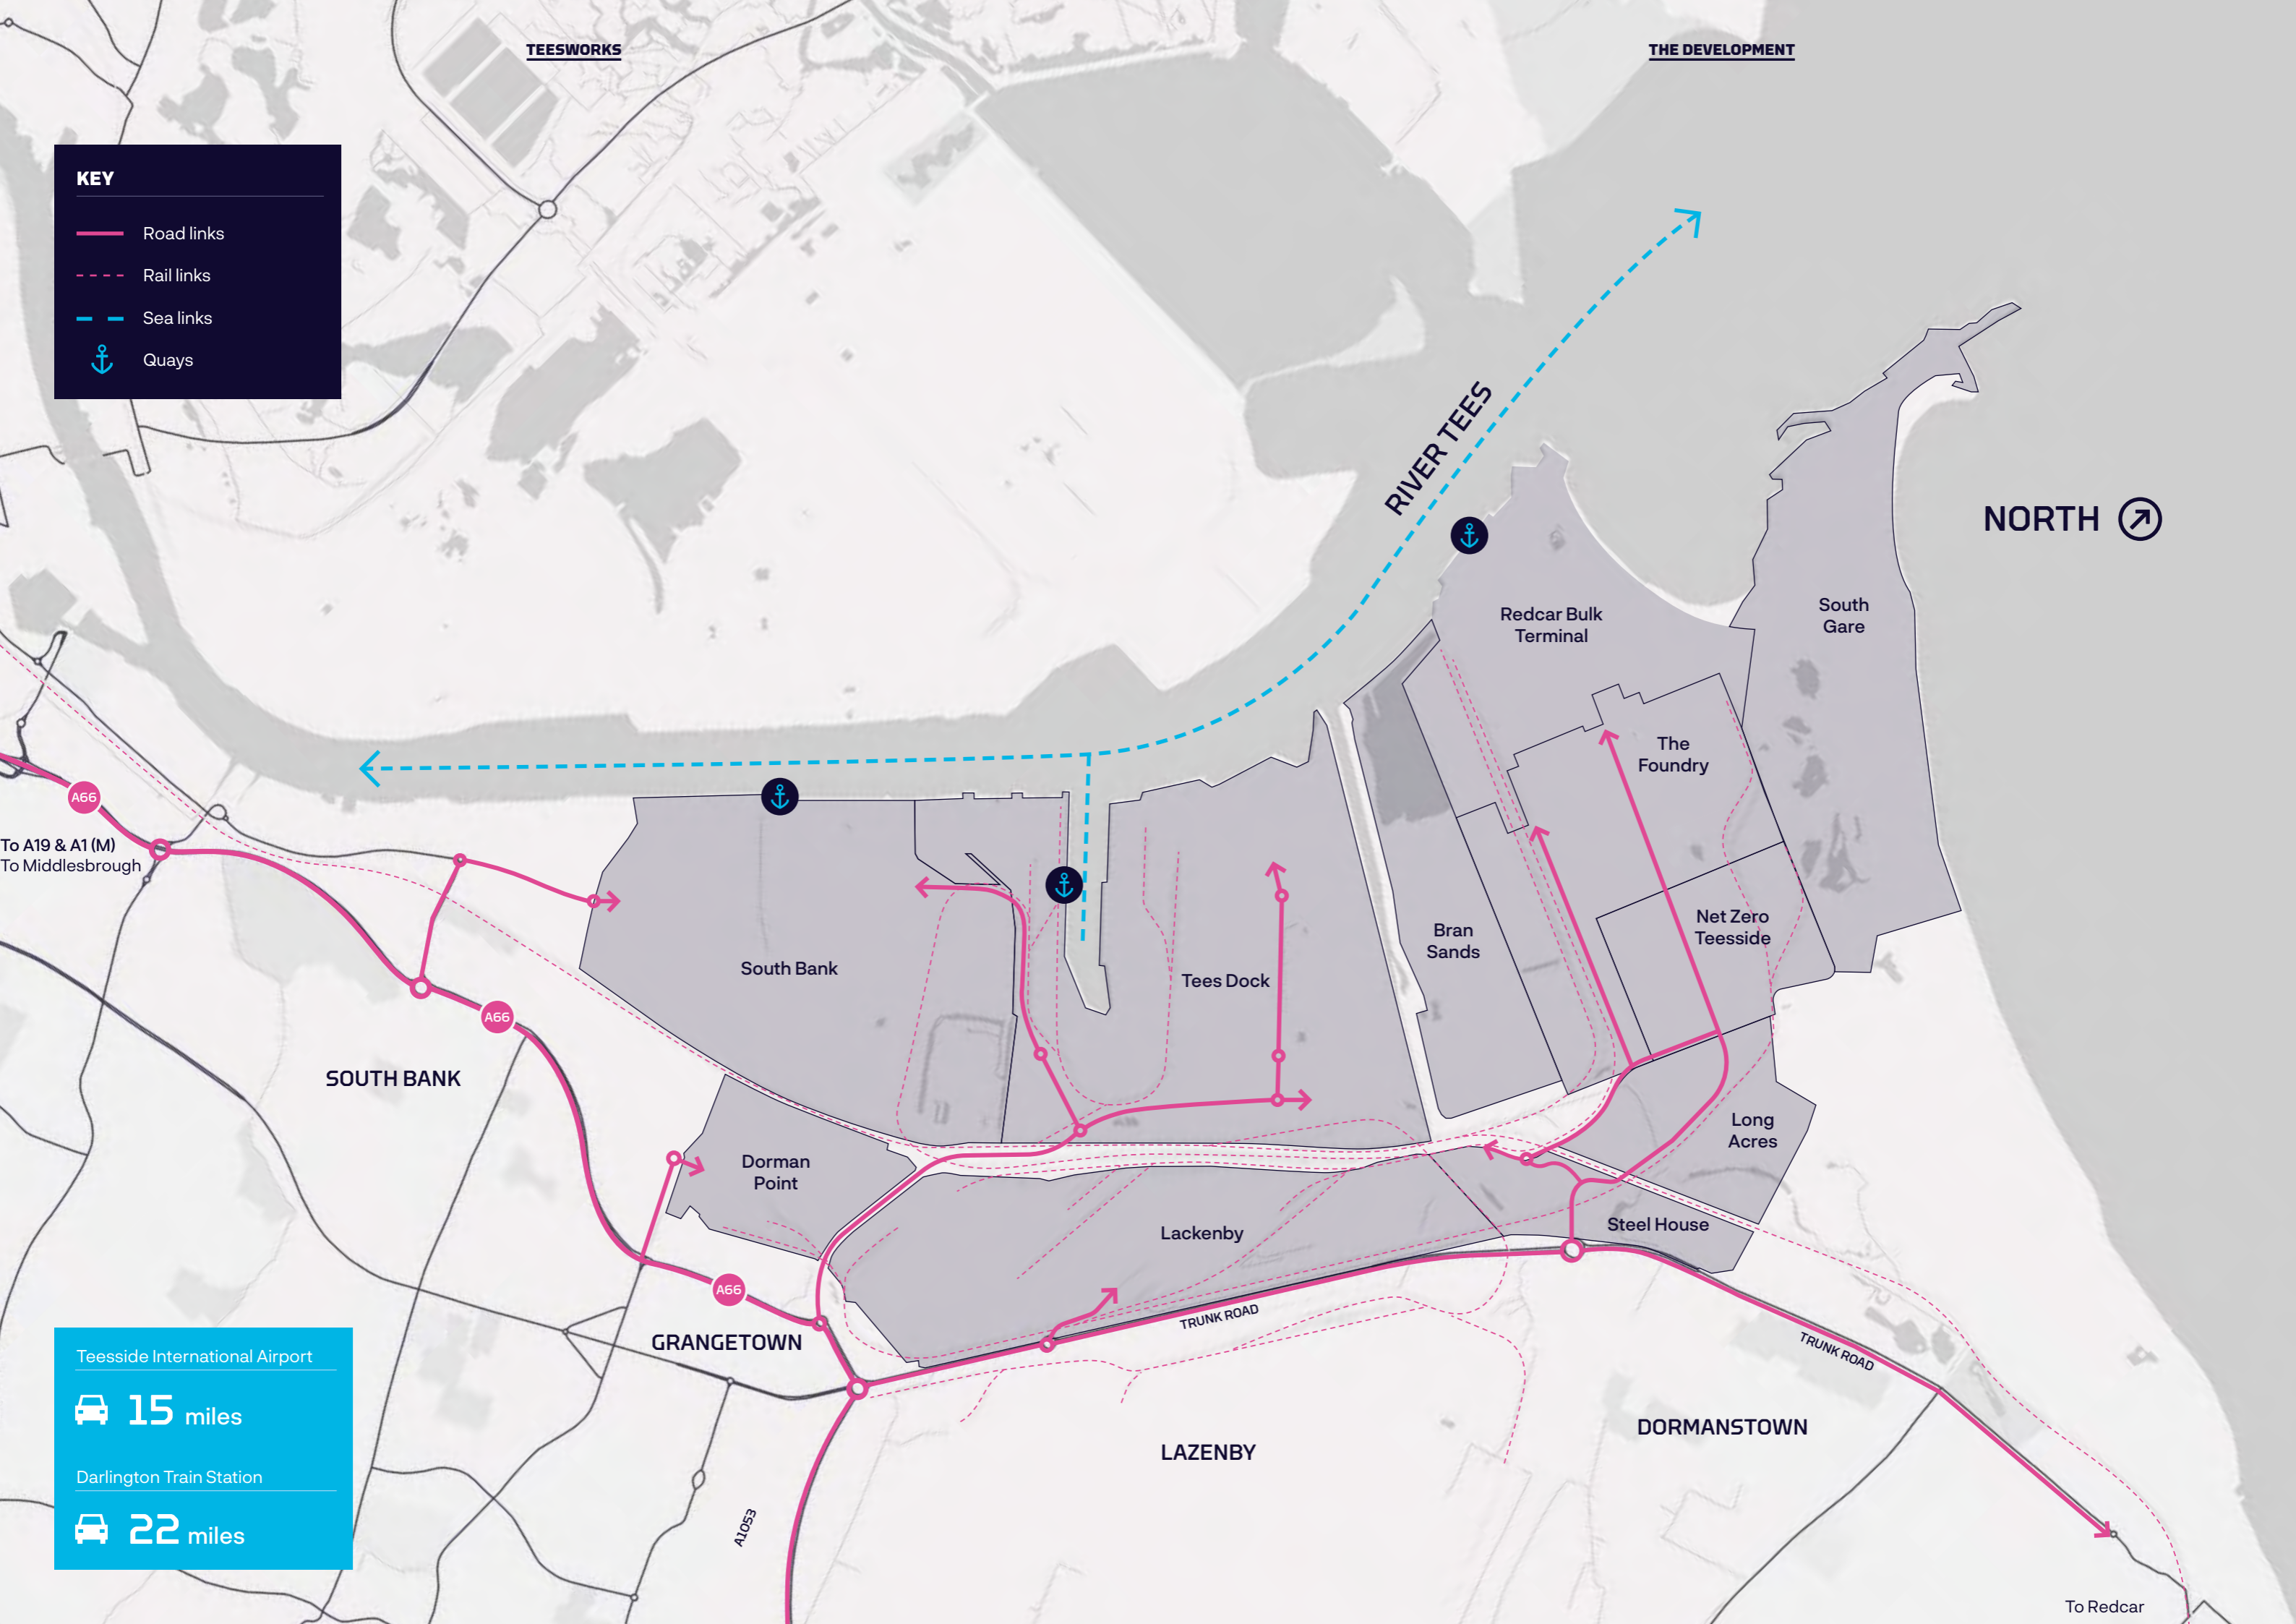 TEESWORKS
THE DEVELOPMENT
KEY
Road links
Rail links
Sea links
Quays
RIVER TEES
NORTH
Redcar Bulk
Terminal
South
Gare
The
Foundry
A66
To A19 & A1 (M)
To Middlesbrough
Net Zero
Teesside
Bran
Sands
South Bank
Tees Dock
A66
SOUTH BANK
Long
Acres
Dorman
Point
Steel House
Lackenby
A66
TRUNK ROAD
GRANGETOWN
TRUNK ROAD
Teesside International Airport
15 miles
DORMANSTOWN
LAZENBY
Darlington Train Station
22 miles
A1053
To Redcar